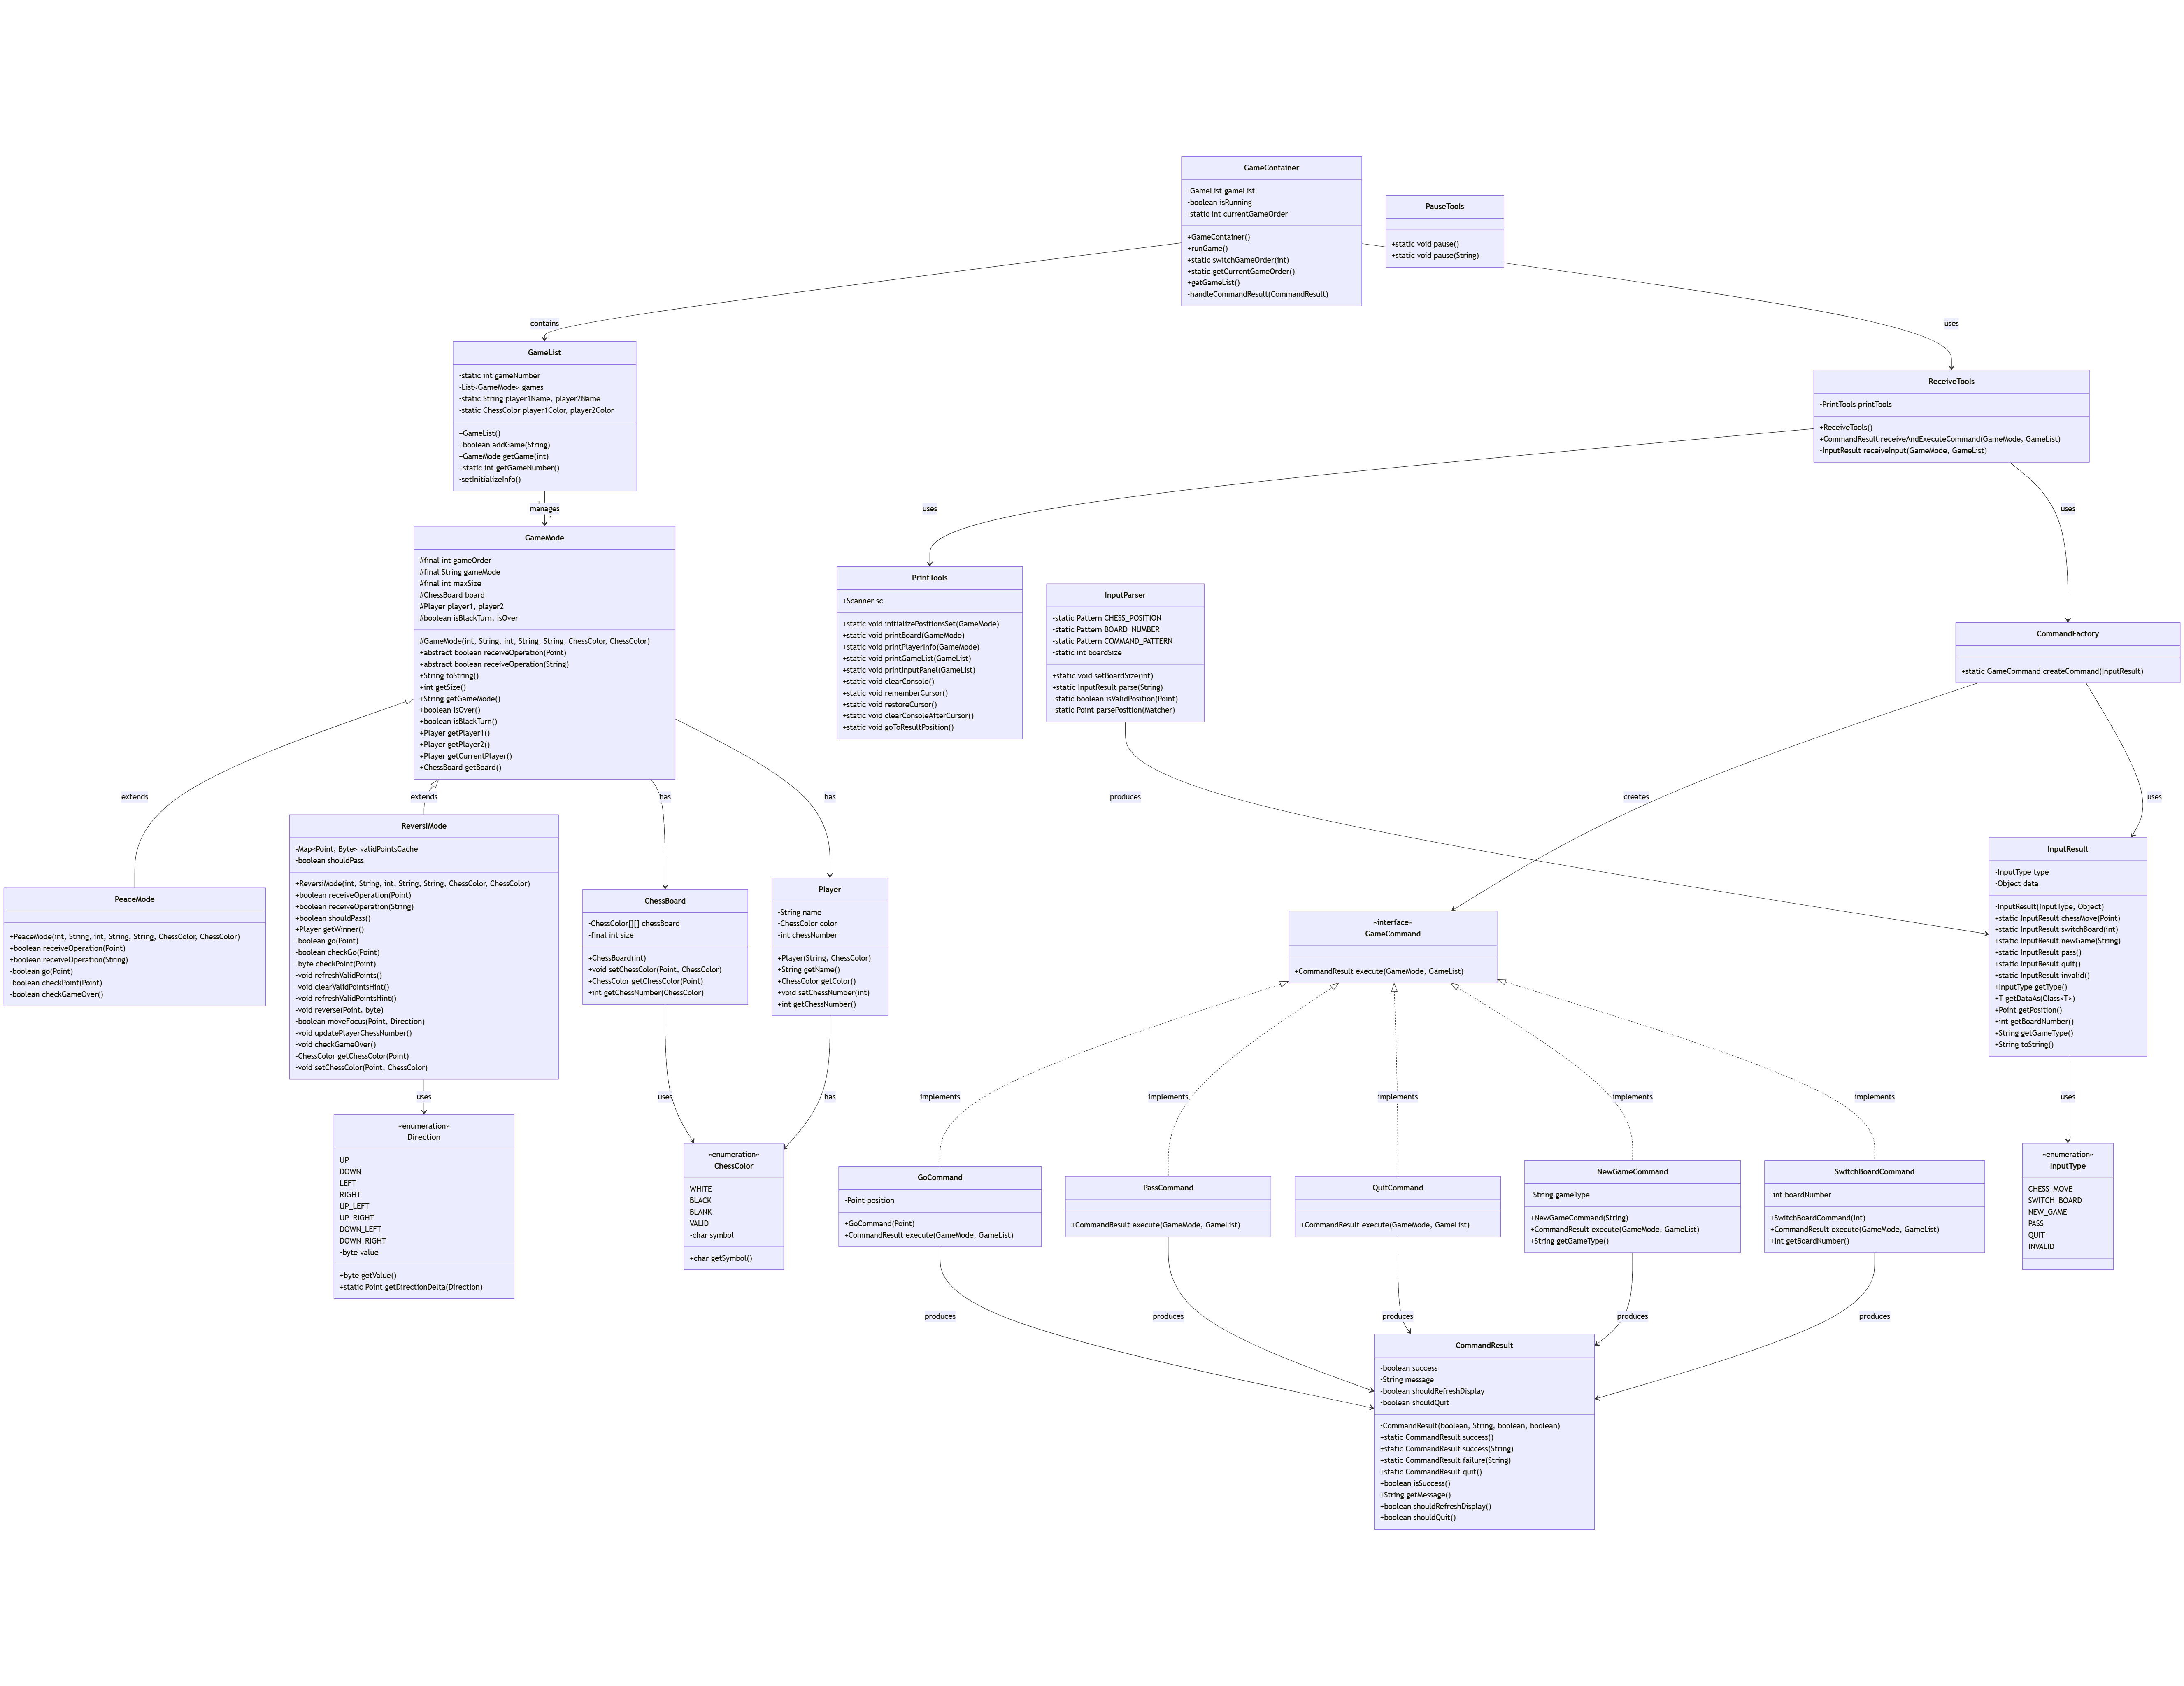 GameContainer
-GameList gameList
-boolean isRunning
-static int currentGameOrder
+GameContainer()
+runGame()
+static switchGameOrder(int)
+static getCurrentGameOrder()
+getGameList()
-handleCommandResult(CommandResult)
PauseTools
+static void pause()
+static void pause(String)
contains
uses
GameList
-static int gameNumber
-List<GameMode> games
-static String player1Name, player2Name
-static ChessColor player1Color, player2Color
+GameList()
+boolean addGame(String)
+GameMode getGame(int)
+static int getGameNumber()
-setInitializeInfo()
ReceiveTools
-PrintTools printTools
+ReceiveTools()
+CommandResult receiveAndExecuteCommand(GameMode, GameList)
-InputResult receiveInput(GameMode, GameList)
manages
uses
uses
GameMode
#final int gameOrder
#final String gameMode
#final int maxSize
#ChessBoard board
#Player player1, player2
#boolean isBlackTurn, isOver
#GameMode(int, String, int, String, String, ChessColor, ChessColor)
+abstract boolean receiveOperation(Point)
+abstract boolean receiveOperation(String)
+String toString()
+int getSize()
+String getGameMode()
+boolean isOver()
+boolean isBlackTurn()
+Player getPlayer1()
+Player getPlayer2()
+Player getCurrentPlayer()
+ChessBoard getBoard()
PrintTools
+Scanner sc
+static void initializePositionsSet(GameMode)
+static void printBoard(GameMode)
+static void printPlayerInfo(GameMode)
+static void printGameList(GameList)
+static void printInputPanel(GameList)
+static void clearConsole()
+static void rememberCursor()
+static void restoreCursor()
+static void clearConsoleAfterCursor()
+static void goToResultPosition()
InputParser
-static Pattern CHESS_POSITION
-static Pattern BOARD_NUMBER
-static Pattern COMMAND_PATTERN
-static int boardSize
+static void setBoardSize(int)
+static InputResult parse(String)
-static boolean isValidPosition(Point)
-static Point parsePosition(Matcher)
CommandFactory
+static GameCommand createCommand(InputResult)
extends
extends
has
has
produces
creates
uses
PeaceMode
+PeaceMode(int, String, int, String, String, ChessColor, ChessColor)
+boolean receiveOperation(Point)
+boolean receiveOperation(String)
-boolean go(Point)
-boolean checkPoint(Point)
-boolean checkGameOver()
ReversiMode
-Map<Point, Byte> validPointsCache
-boolean shouldPass
+ReversiMode(int, String, int, String, String, ChessColor, ChessColor)
+boolean receiveOperation(Point)
+boolean receiveOperation(String)
+boolean shouldPass()
+Player getWinner()
-boolean go(Point)
-boolean checkGo(Point)
-byte checkPoint(Point)
-void refreshValidPoints()
-void clearValidPointsHint()
-void refreshValidPointsHint()
-void reverse(Point, byte)
-boolean moveFocus(Point, Direction)
-void updatePlayerChessNumber()
-void checkGameOver()
-ChessColor getChessColor(Point)
-void setChessColor(Point, ChessColor)
ChessBoard
-ChessColor[][] chessBoard
-final int size
+ChessBoard(int)
+void setChessColor(Point, ChessColor)
+ChessColor getChessColor(Point)
+int getChessNumber(ChessColor)
Player
-String name
-ChessColor color
-int chessNumber
+Player(String, ChessColor)
+String getName()
+ChessColor getColor()
+void setChessNumber(int)
+int getChessNumber()
«interface»
GameCommand
+CommandResult execute(GameMode, GameList)
InputResult
-InputType type
-Object data
-InputResult(InputType, Object)
+static InputResult chessMove(Point)
+static InputResult switchBoard(int)
+static InputResult newGame(String)
+static InputResult pass()
+static InputResult quit()
+static InputResult invalid()
+InputType getType()
+T getDataAs(Class<T>)
+Point getPosition()
+int getBoardNumber()
+String getGameType()
+String toString()
uses
uses
has
implements
implements
implements
implements
implements
uses
«enumeration»
Direction
UP
DOWN
LEFT
RIGHT
UP_LEFT
UP_RIGHT
DOWN_LEFT
DOWN_RIGHT
-byte value
+byte getValue()
+static Point getDirectionDelta(Direction)
«enumeration»
ChessColor
WHITE
BLACK
BLANK
VALID
-char symbol
+char getSymbol()
GoCommand
-Point position
+GoCommand(Point)
+CommandResult execute(GameMode, GameList)
PassCommand
+CommandResult execute(GameMode, GameList)
QuitCommand
+CommandResult execute(GameMode, GameList)
NewGameCommand
-String gameType
+NewGameCommand(String)
+CommandResult execute(GameMode, GameList)
+String getGameType()
SwitchBoardCommand
-int boardNumber
+SwitchBoardCommand(int)
+CommandResult execute(GameMode, GameList)
+int getBoardNumber()
«enumeration»
InputType
CHESS_MOVE
SWITCH_BOARD
NEW_GAME
PASS
QUIT
INVALID
produces
produces
produces
produces
produces
CommandResult
-boolean success
-String message
-boolean shouldRefreshDisplay
-boolean shouldQuit
-CommandResult(boolean, String, boolean, boolean)
+static CommandResult success()
+static CommandResult success(String)
+static CommandResult failure(String)
+static CommandResult quit()
+boolean isSuccess()
+String getMessage()
+boolean shouldRefreshDisplay()
+boolean shouldQuit()